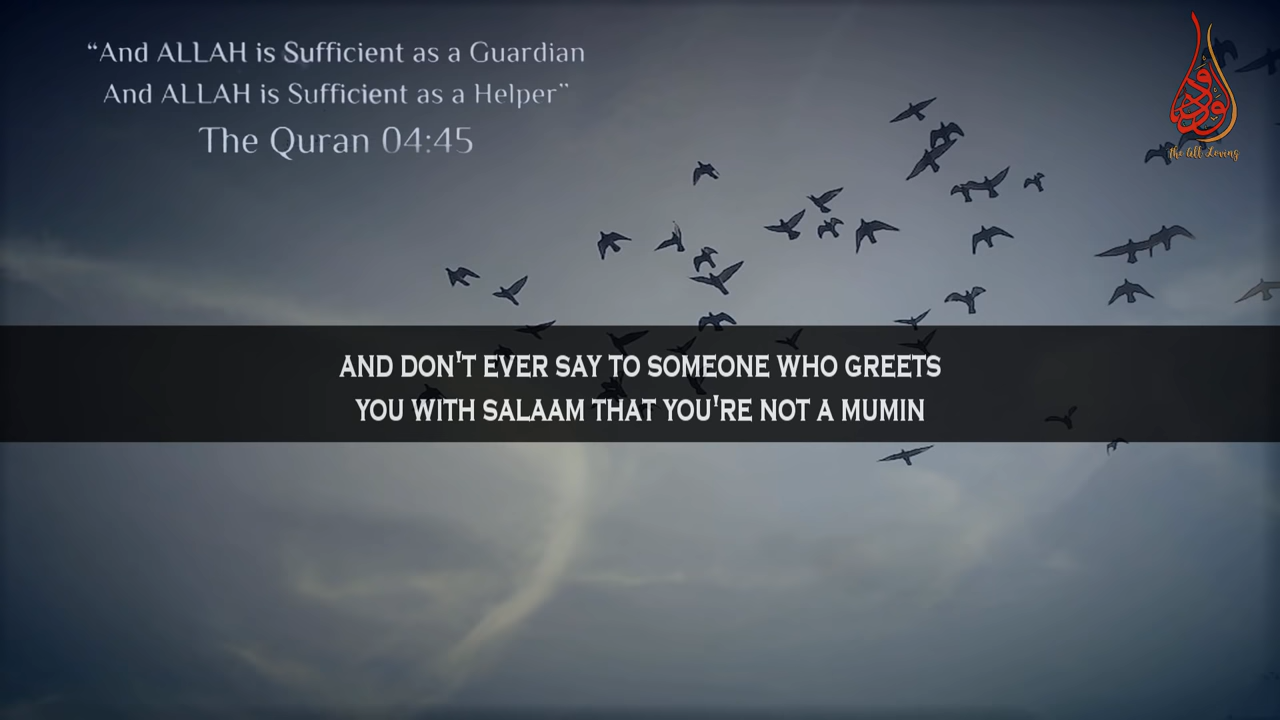 “And ALLAH is Sufficient as a Guardian
And ALLAH is Sufficient as a Helper”
The Quran 04:45
الودود
the All Loving
AND DON'T EVER SAY TO SOMEONE WHO GREETS
YOU WITH SALAAM THAT YOU'RE NOT A MUMIN